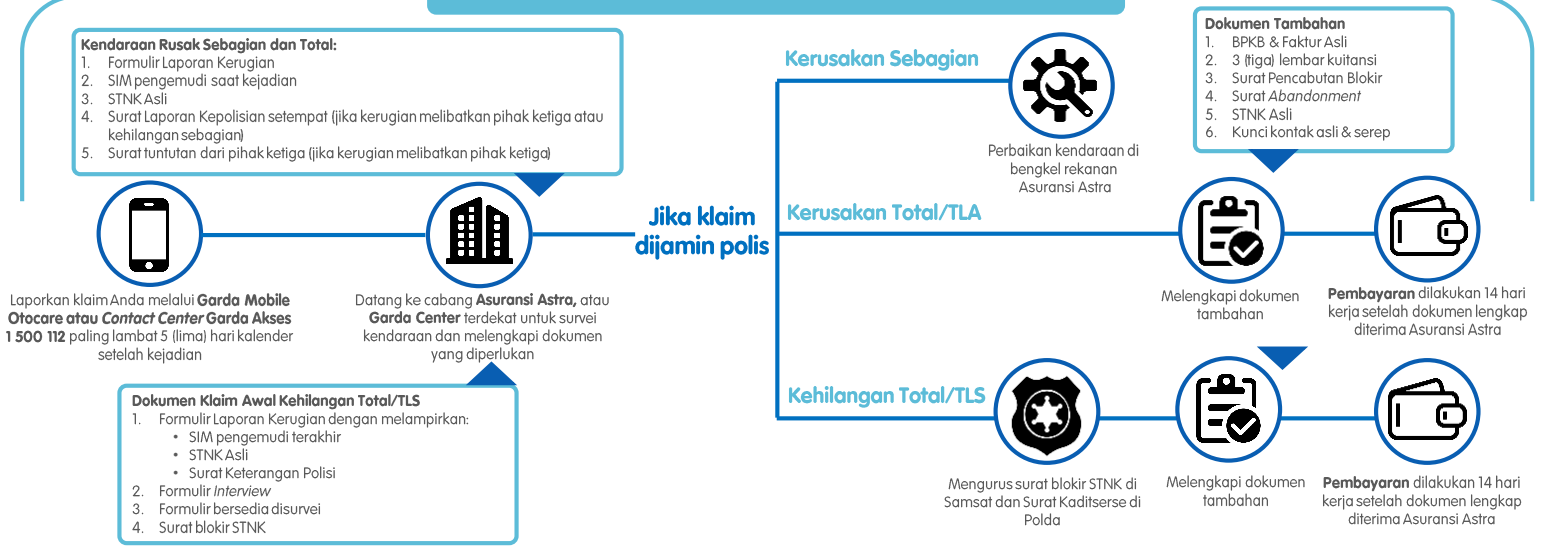 Kendaraan Rusak Sebagian dan Total:
1. Formulir Laporan Kerugian
2. SIM pengemudi saat kejadian
3. STNK Asli
4. Surat Laporan Kepolisian setempat (jika kerugian melibatkan pihak ketiga atau
kehilangan sebagian)
5. Surat tuntutan dari pihak ketiga (jika kerugian melibatkan pihak ketiga)
Laporkan klaim Anda melalui Garda Mobile
Otocare atau Contact Center Garda Akses
1 500 112 paling lambat 5 (lima) hari kalender
setelah kejadian
Datang ke cabang Asuransi Astra, atau
Garda Center terdekat untuk survei
kendaraan dan melengkapi dokumen
yang diperlukan
Dokumen Klaim Awal Kehilangan Total/TLS
1. Formulir Laporan Kerugian dengan melampirkan:
• SIM pengemudi terakhir
• STNK Asli
• Surat Keterangan Polisi
2. Formulir Interview
3. Formulir bersedia disurvei
4. Surat blokir STNK
Jika klaim
dijamin polis
Kerusakan Sebagian
Perbaikan kendaraan di
bengkel rekanan
Asuransi Astra
Dokumen Tambahan
1. BPKB & Faktur Asli
2. 3 (tiga) lembar kuitansi
3. Surat Pencabutan Blokir
4. Surat Abandonment
5. STNK Asli
6. Kunci kontak asli & serep
Kerusakan Total/TLA
Melengkapi dokumen
tambahan
Pembayaran dilakukan 14 hari
kerja setelah dokumen lengkap
diterima Asuransi Astra
Kehilangan Total/TLS
Mengurus surat blokir STNK di
Samsat dan Surat Kaditserse di
Polda
Melengkapi dokumen
tambahan
Pembayaran dilakukan 14 hari
kerja setelah dokumen lengkap
diterima Asuransi Astra